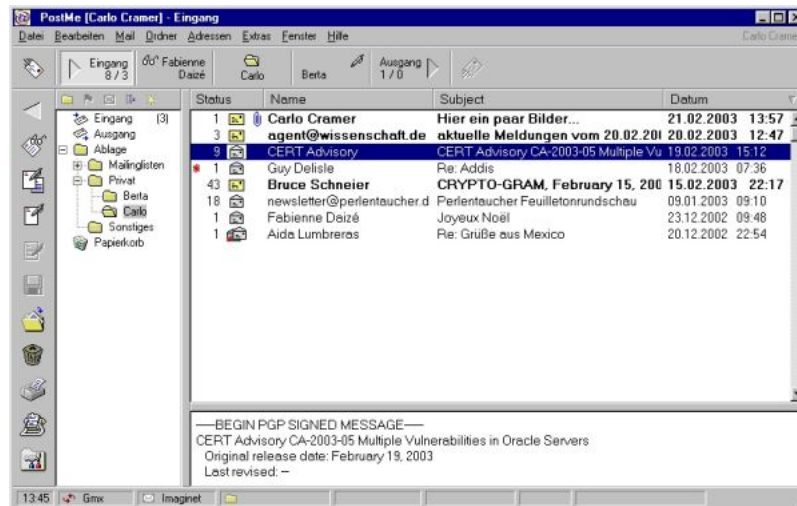 PostMe [Carlo Cramer] - Eingang
Datei Bearbeiten Mail Ordner Adressen Extras Fenster Hilfe
Carlo Crame
Eingang 8/3
Fabienne Daizé
Carlo
Berta
Ausgang 1/0
Status Name Subject Datum
Eingang (3)
Ausgang
Ablage
Mailinglisten
Privat
Berta
Carlo
Sonstiges
Papierkorb
1 Carlo Cramer Hier ein paar Bilder... 21.02.2003 13:57
3 agent@wissenschaft.de aktuelle Meldungen vom 20.02.200 20.02.2003 12:47
9 CERT Advisory CERT Advisory CA-2003-05 Multiple Vu 19.02.2003 15:12
1 Guy Delisle Re: Addis 18.02.2003 07:36
43 Bruce Schneier CRYPTO-GRAM, February 15, 200 15.02.2003 22:17
18 newsletter@perlentaucher.d Perlentaucher Feuilletonrundschau 09.01.2003 09:10
1 Fabienne Daizé Joyeux Noël 23.12.2002 09:48
1 Aida Lumbreras Re: Grüße aus Mexico 20.12.2002 22:54
-----BEGIN PGP SIGNED MESSAGE-----
CERT Advisory CA-2003-05 Multiple Vulnerabilities in Oracle Servers
Original release date: February 19, 2003
Last revised: --
13:45 Gmx Imaginet